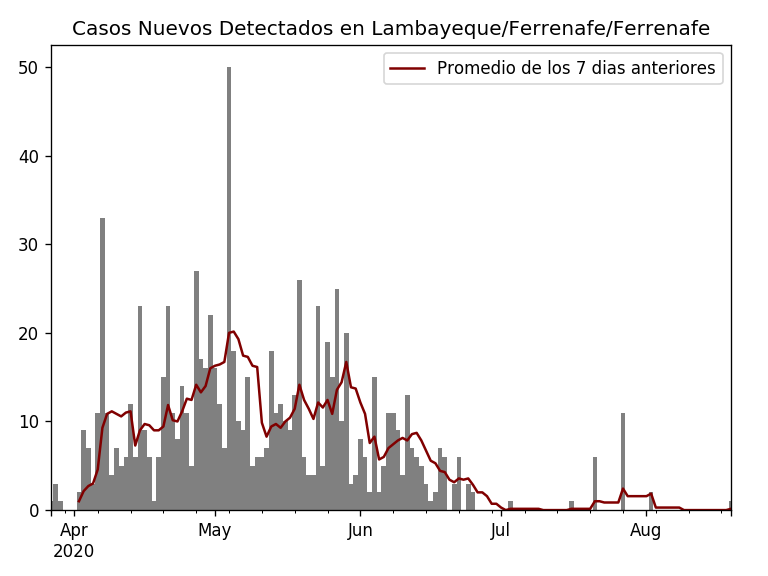 Casos Nuevos Detectados en Lambayeque/Ferrenafe/Ferrenafe
Promedio de los 7 dias anteriores
50
40
30
20
10
0
Apr May Jun Jul Aug
2020